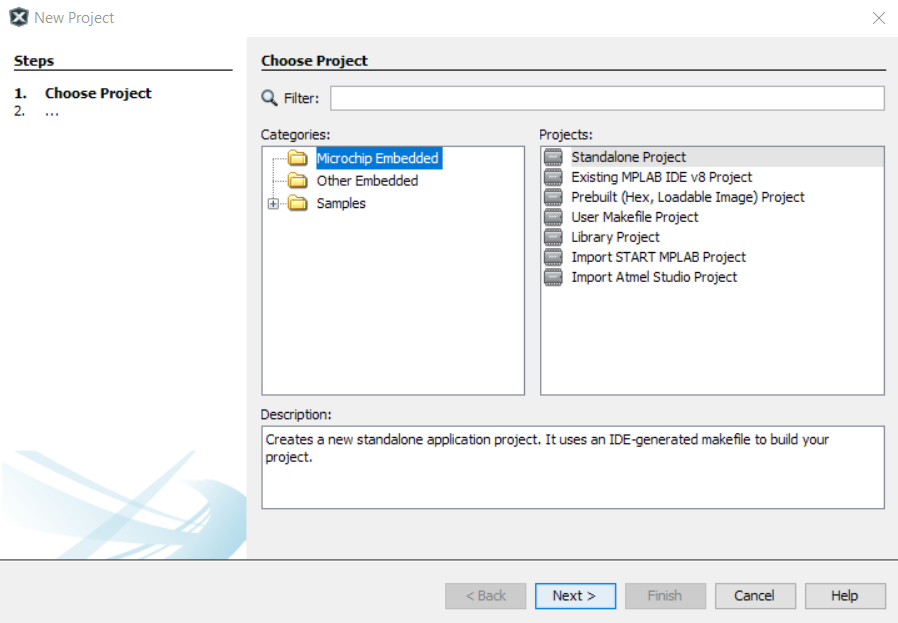 New Project
Steps
1. Choose Project
2. ...
Choose Project
Filter:
Categories:
Microchip Embedded
Other Embedded
Samples
Projects:
Standalone Project
Existing MPLAB IDE v8 Project
Prebuilt (Hex, Loadable Image) Project
User Makefile Project
Library Project
Import START MPLAB Project
Import Atmel Studio Project
Description:
Creates a new standalone application project. It uses an IDE-generated makefile to build your
project.
< Back
Next >
Finish
Cancel
Help